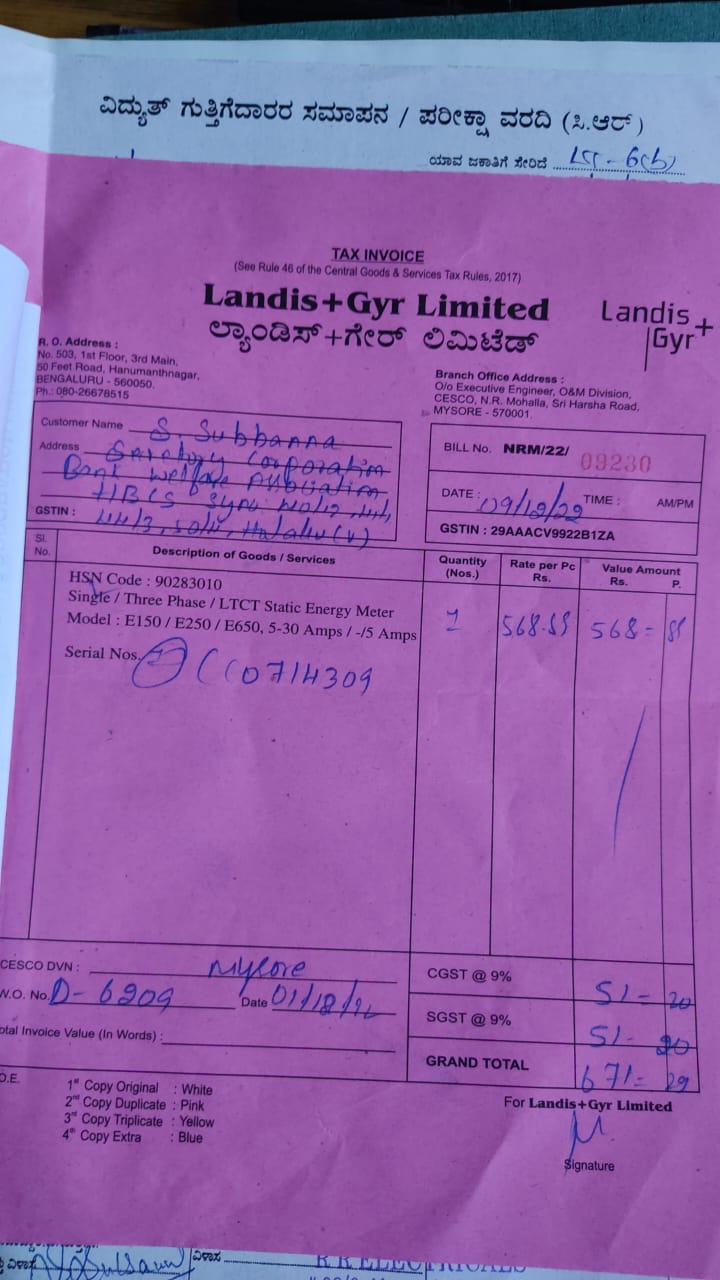 ವಿದ್ಯುತ್ ಗುತ್ತಿಗೆದಾರರ ಸಮಾಪನ / ಪರೀಕ್ಷಾ ವರದಿ (ಸಿ.ಆರ್)
ಯಾವ ಜಕಾತಿಗೆ ಸೇರಿದೆ
TAX INVOICE
(See Rule 46 of the Central Goods & Services Tax Rules, 2017)
Landis+Gyr Limited
ಲ್ಯಾಂಡಿಸ್+ಗೇರ್ ಲಿಮಿಟೆಡ್
Landis+
Gyr
R. O. Address :
No. 503, 1st Floor, 3rd Main,
50 Feet Road, Hanumanthnagar,
BENGALURU - 560050.
Ph.: 080-26678515
Branch Office Address :
O/o Executive Engineer, O&M Division,
CESCO, N.R. Mohalla, Sri Harsha Road,
MYSORE - 570001.
Customer Name S. Subbanna
Address Corporation
Bank Welfare
HBCS
GSTIN :
BILL No. NRM/22/ 09230
DATE : 09/12/22 TIME : AM/PM
GSTIN : 29AAACV9922B1ZA
Sl. No. Description of Goods / Services Quantity (Nos.) Rate per Pc Rs. Value Amount Rs. P.
HSN Code : 90283010
Single / Three Phase / LTCT Static Energy Meter
Model : E150 / E250 / E650, 5-30 Amps / -/5 Amps 1 568.89 568= 89
Serial Nos. 0714309
CESCO DVN : Mysore
W.O. No. D- 6209 Date
Total Invoice Value (In Words) :
CGST @ 9% 51= 20
SGST @ 9% 51- 20
GRAND TOTAL 671= 29
O.E.
1st Copy Original : White
2nd Copy Duplicate : Pink
3rd Copy Triplicate : Yellow
4th Copy Extra : Blue
For Landis+Gyr Limited
Signature
ವಿಳಾಸ
R R ELECTRICALS